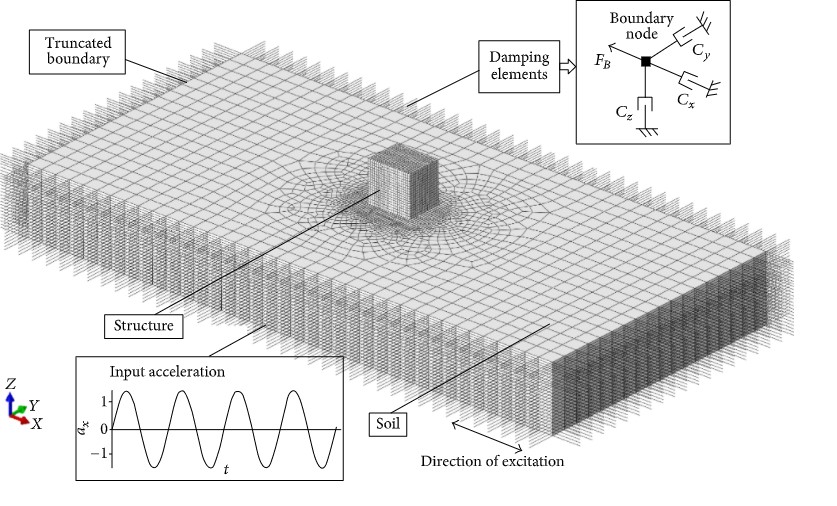 Truncated
boundary
Damping
elements
Boundary
node
F_B
C_y
C_x
C_z
Structure
Input acceleration
1
0
−1
a_x
t
Soil
Direction of excitation
Z
Y
X